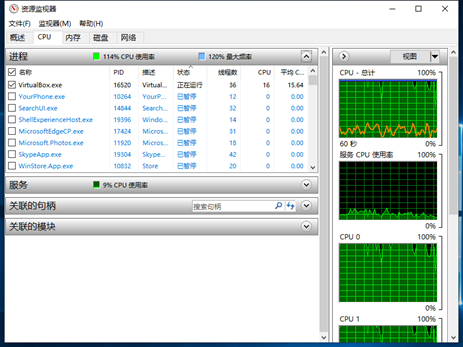 资源监视器
文件(F) 监视器(M) 帮助(H)
概述 CPU 内存 磁盘 网络
进程 114% CPU 使用率 120% 最大频率
名称 PID 描述 状态 线程数 CPU 平均 C...
VirtualBox.exe 16520 Virtual... 正在运行 36 16 15.64
YourPhone.exe 10264 YourP... 已暂停 12 0 0.00
SearchUI.exe 14844 Search... 已暂停 32 0 0.00
ShellExperienceHost.exe 19396 Windo... 已暂停 14 0 0.00
MicrosoftEdgeCP.exe 17424 Micros... 已暂停 31 0 0.00
Microsoft.Photos.exe 11920 Micros... 已暂停 18 0 0.00
SkypeApp.exe 19304 Skype... 已暂停 42 0 0.00
WinStore.App.exe 10832 Store 已暂停 20 0 0.00
服务 9% CPU 使用率
关联的句柄 搜索句柄
关联的模块
视图
CPU - 总计 100%
60 秒 0%
服务 CPU 使用率 100%
0%
CPU 0 100%
0%
CPU 1 100%